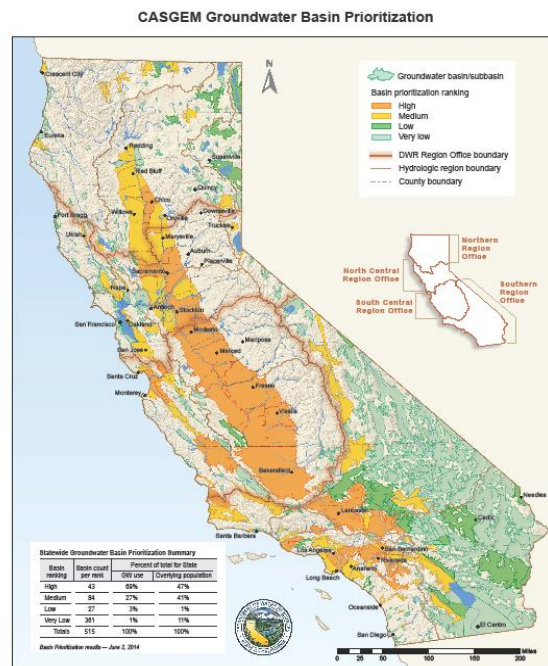 CASGEM Groundwater Basin Prioritization
Crescent City
N
Groundwater basin/subbasin
Basin prioritization ranking
High
Medium
Low
Very low
DWR Region Office boundary
Hydrologic region boundary
County boundary
Eureka
Redding
Susanville
Red Bluff
Quincy
Chico
Fort Bragg
Willows
Oroville
Downieville
Truckee
Ukiah
Marysville
Auburn
Placerville
Northern
Region
Office
Sacramento
Napa
North Central
Region Office
Southern
Region
Office
South Central
Region Office
Antioch
Stockton
San Francisco
Oakland
Modesto
Mariposa
San Jose
Merced
Santa Cruz
Monterey
Fresno
Visalia
Bakersfield
Needles
Lancaster
Cadiz
Santa Barbara
Los Angeles
San Bernardino
Riverside
Anaheim
Long Beach
Oceanside
El Centro
San Diego
Statewide Groundwater Basin Prioritization Summary
Basin ranking
Basin count per rank
Percent of total for State
GW use
Overlying population
High 43 69% 47%
Medium 84 27% 41%
Low 27 3% 1%
Very Low 361 1% 11%
Totals 515 100% 100%
Basin Prioritization results — June 2, 2014
0
50
100
150
200
Miles